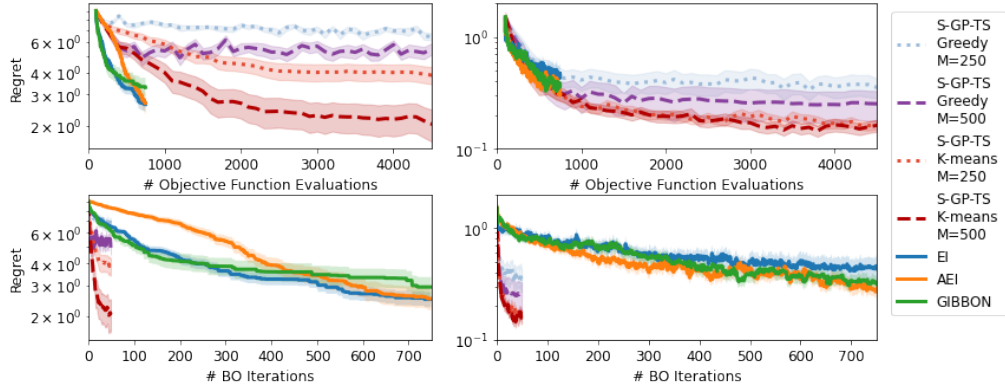 Regret
6 × 10⁰
4 × 10⁰
3 × 10⁰
2 × 10⁰
0 1000 2000 3000 4000
# Objective Function Evaluations
10⁰
10⁻¹
0 1000 2000 3000 4000
# Objective Function Evaluations
Regret
6 × 10⁰
4 × 10⁰
3 × 10⁰
2 × 10⁰
0 100 200 300 400 500 600 700
# BO Iterations
10⁰
10⁻¹
0 100 200 300 400 500 600 700
# BO Iterations
S-GP-TS
Greedy
M=250
S-GP-TS
Greedy
M=500
S-GP-TS
K-means
M=250
S-GP-TS
K-means
M=500
EI
AEI
GIBBON